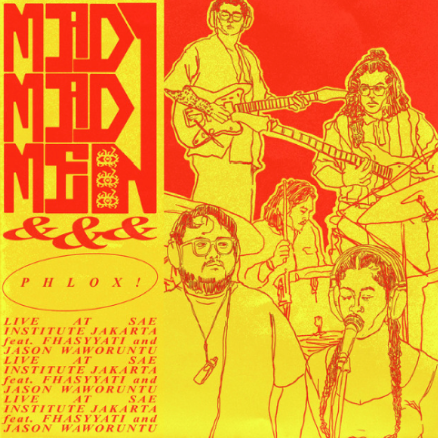 MAD
MAD
MEN
&&&
PHLOX!
LIVE AT SAE
INSTITUTE JAKARTA
feat. FHASYYATI and
JASON WAWORUNTU
LIVE AT SAE
INSTITUTE JAKARTA
feat. FHASYYATI and
JASON WAWORUNTU
LIVE AT SAE
INSTITUTE JAKARTA
feat. FHASYYATI and
JASON WAWORUNTU